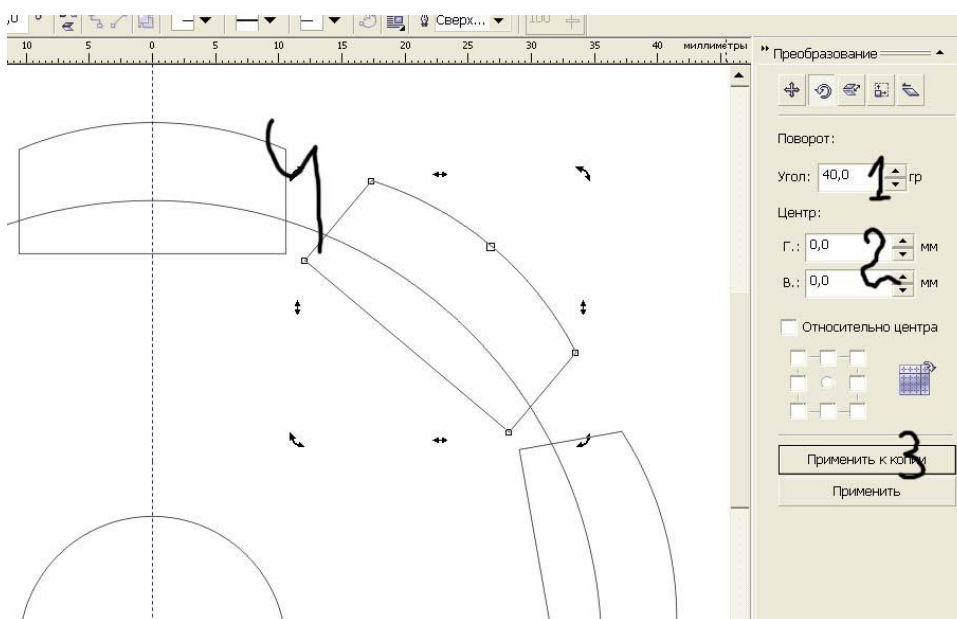 ,0 °
Сверх...
100
10 5 0 5 10 15 20 25 30 35 40 миллиметры
Преобразование
Поворот:
Угол: 40,0 1 гр
Центр:
Г.: 0,0 мм
2
В.: 0,0 мм
Относительно центра
Применить к копии
3
Применить
4